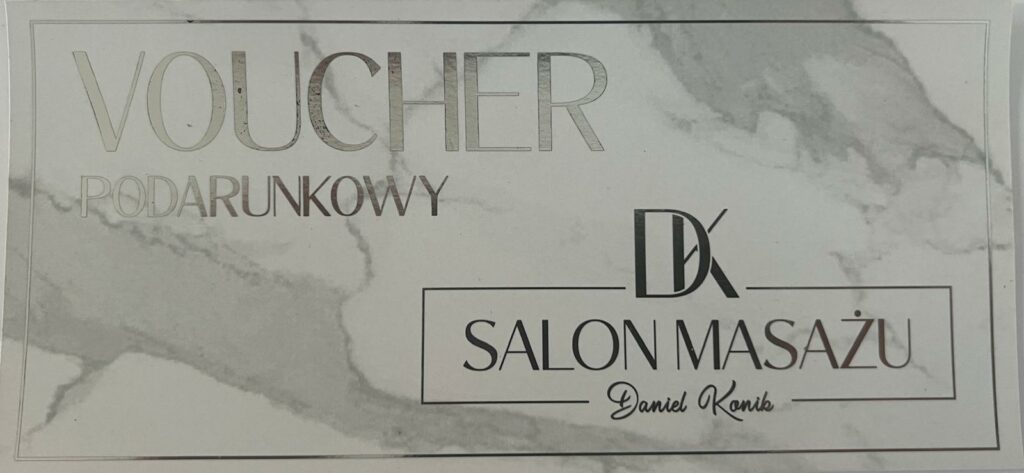 VOUCHER
PODARUNKOWY
DK
SALON MASAŻU
Daniel Konik